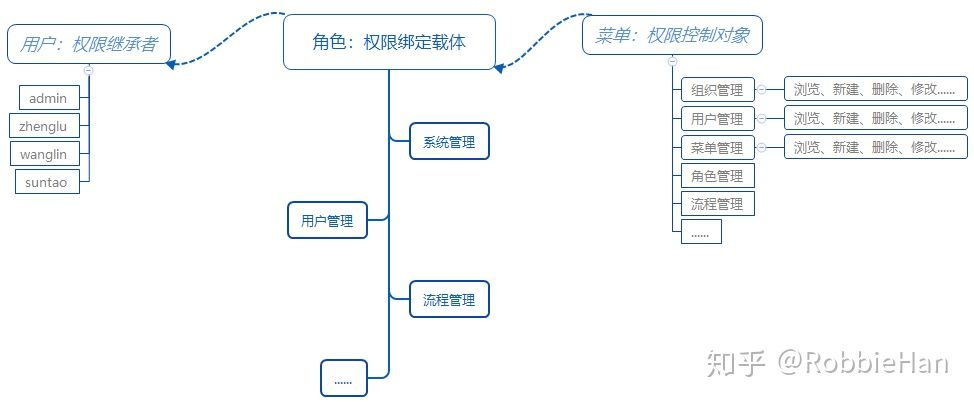 用户：权限继承者
admin
zhenglu
wanglin
suntao
角色：权限绑定载体
系统管理
用户管理
流程管理
......
菜单：权限控制对象
组织管理
浏览、新建、删除、修改......
用户管理
浏览、新建、删除、修改......
菜单管理
浏览、新建、删除、修改......
角色管理
流程管理
......
知乎 @RobbieHan